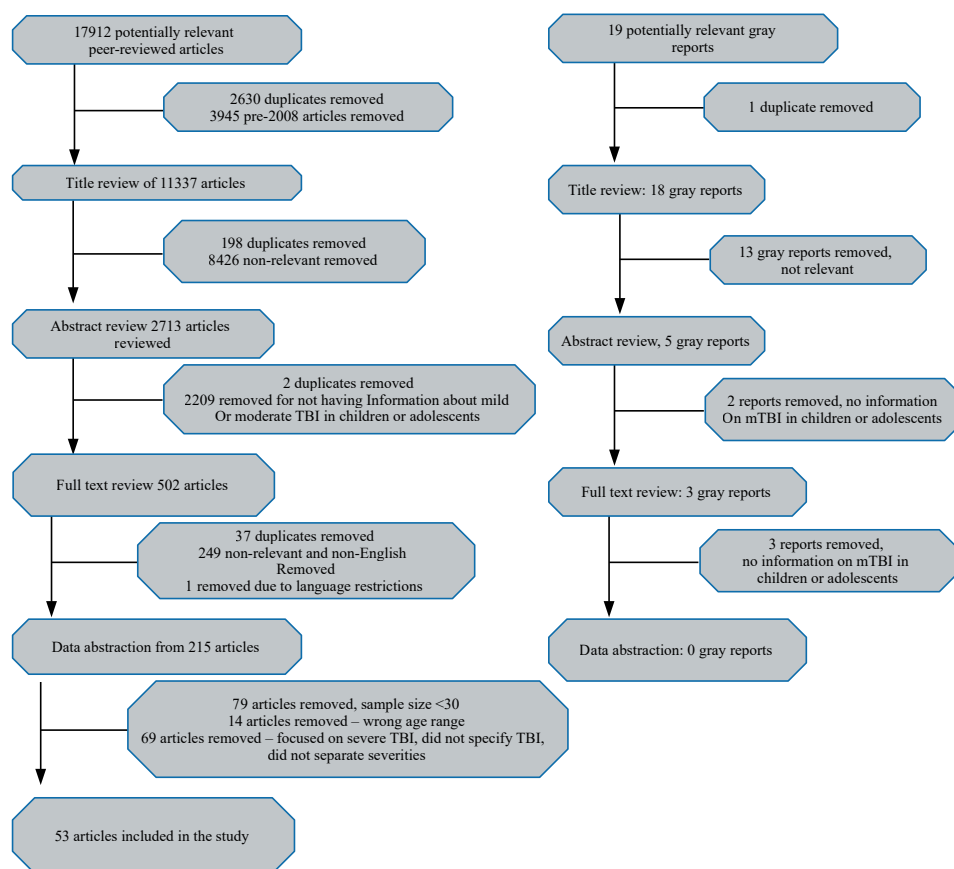 17912 potentially relevant
peer-reviewed articles
2630 duplicates removed
3945 pre-2008 articles removed
Title review of 11337 articles
198 duplicates removed
8426 non-relevant removed
Abstract review 2713 articles
reviewed
2 duplicates removed
2209 removed for not having Information about mild
Or moderate TBI in children or adolescents
Full text review 502 articles
37 duplicates removed
249 non-relevant and non-English
Removed
1 removed due to language restrictions
Data abstraction from 215 articles
79 articles removed, sample size <30
14 articles removed – wrong age range
69 articles removed – focused on severe TBI, did not specify TBI,
did not separate severities
53 articles included in the study
19 potentially relevant gray
reports
1 duplicate removed
Title review: 18 gray reports
13 gray reports removed,
not relevant
Abstract review, 5 gray reports
2 reports removed, no information
On mTBI in children or adolescents
Full text review: 3 gray reports
3 reports removed,
no information on mTBI in
children or adolescents
Data abstraction: 0 gray reports